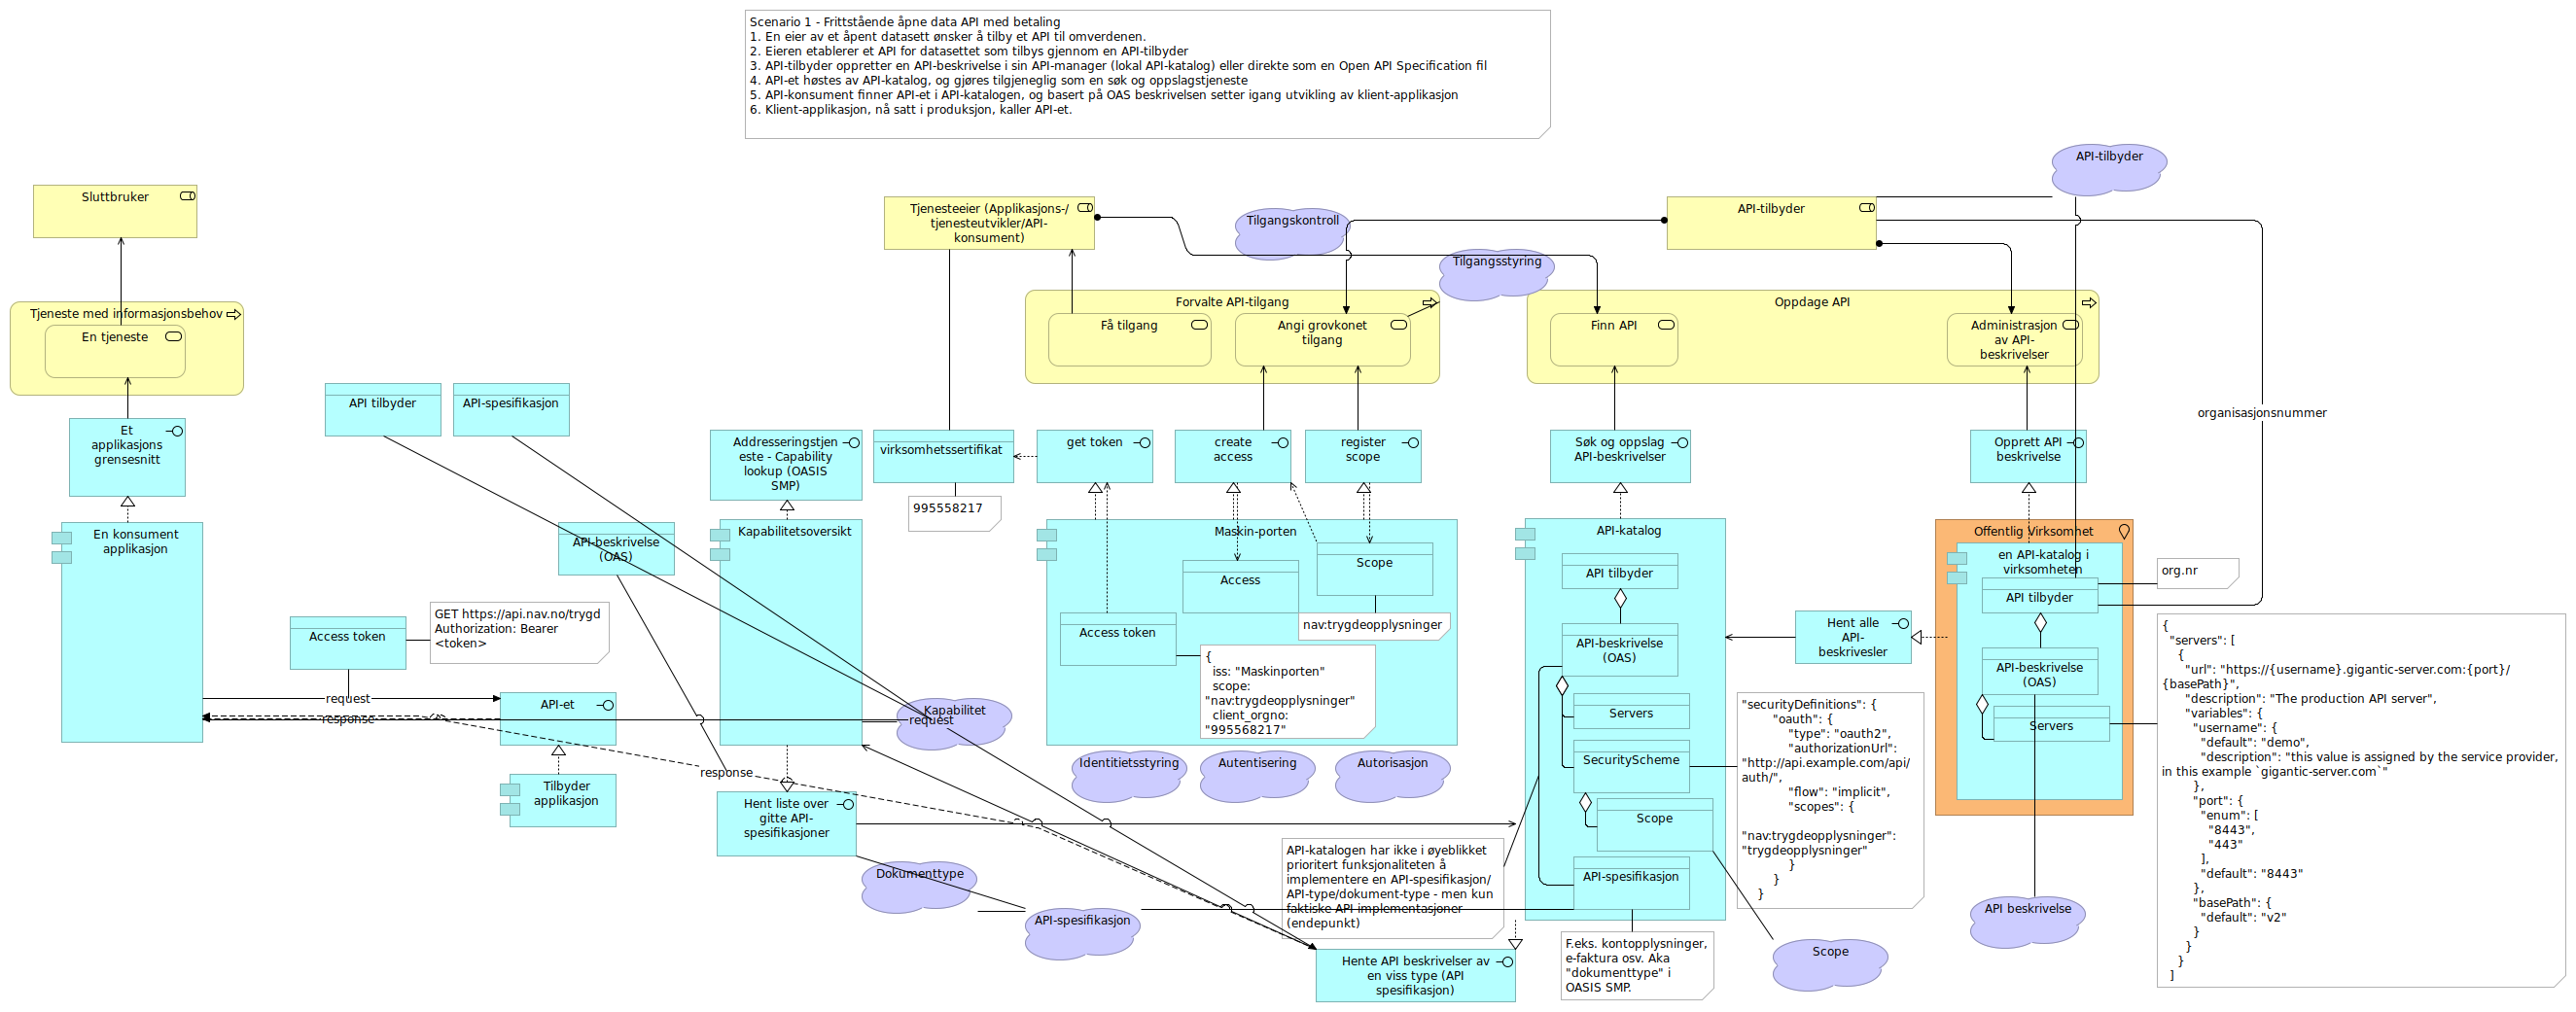 Scenario 1 - Frittstående åpne data API med betaling
1. En eier av et åpent datasett ønsker å tilby et API til omverdenen.
2. Eieren etablerer et API for datasettet som tilbys gjennom en API-tilbyder
3. API-tilbyder oppretter en API-beskrivelse i sin API-manager (lokal API-katalog) eller direkte som en Open API Specification fil
4. API-et høstes av API-katalog, og gjøres tilgjeneglig som en søk og oppslagstjeneste
5. API-konsument finner API-et i API-katalogen, og basert på OAS beskrivelsen setter igang utvikling av klient-applikasjon
6. Klient-applikasjon, nå satt i produksjon, kaller API-et.
API-tilbyder
Sluttbruker
Tjenesteeier (Applikasjons-/
tjenesteutvikler/API-
konsument)
Tilgangskontroll
API-tilbyder
Tilgangsstyring
Tjeneste med informasjonsbehov
En tjeneste
Forvalte API-tilgang
Få tilgang
Angi grovkonet
tilgang
Oppdage API
Finn API
Administrasjon
av API-
beskrivelser
API tilbyder
API-spesifikasjon
organisasjonsnummer
Et
applikasjons
grensesnitt
Addresseringstjen
este - Capability
lookup (OASIS
SMP)
virksomhetssertifikat
get token
create
access
register
scope
Søk og oppslag
API-beskrivelser
Opprett API
beskrivelse
995558217
En konsument
applikasjon
API-beskrivelse
(OAS)
Kapabilitetsoversikt
Maskin-porten
Access
Scope
nav:trygdeopplysninger
Access token
{
iss: "Maskinporten"
scope:
"nav:trygdeopplysninger"
client_orgno:
"995568217"
API-katalog
API tilbyder
API-beskrivelse
(OAS)
Servers
SecurityScheme
Scope
API-spesifikasjon
Hent alle
API-
beskrivesler
Offentlig Virksomhet
en API-katalog i
virksomheten
API tilbyder
API-beskrivelse
(OAS)
Servers
org.nr
Access token
GET https://api.nav.no/trygd
Authorization: Bearer
<token>
request
response
API-et
Tilbyder
applikasjon
Kapabilitet
request
response
Hent liste over
gitte API-
spesifikasjoner
Identitietsstyring
Autentisering
Autorisasjon
"securityDefinitions": {
"oauth": {
"type": "oauth2",
"authorizationUrl":
"http://api.example.com/api/
auth/",
"flow": "implicit",
"scopes": {
"nav:trygdeopplysninger":
"trygdeopplysninger"
}
}
}
{
"servers": [
{
"url": "https://{username}.gigantic-server.com:{port}/
{basePath}",
"description": "The production API server",
"variables": {
"username": {
"default": "demo",
"description": "this value is assigned by the service provider,
in this example `gigantic-server.com`"
},
"port": {
"enum": [
"8443",
"443"
],
"default": "8443"
},
"basePath": {
"default": "v2"
}
}
}
]
API-katalogen har ikke i øyeblikket
prioritert funksjonaliteten å
implementere en API-spesifikasjon/
API-type/dokument-type - men kun
faktiske API implementasjoner
(endepunkt)
Dokumenttype
API-spesifikasjon
Hente API beskrivelser av
en viss type (API
spesifikasjon)
F.eks. kontopplysninger,
e-faktura osv. Aka
"dokumenttype" i
OASIS SMP.
Scope
API beskrivelse